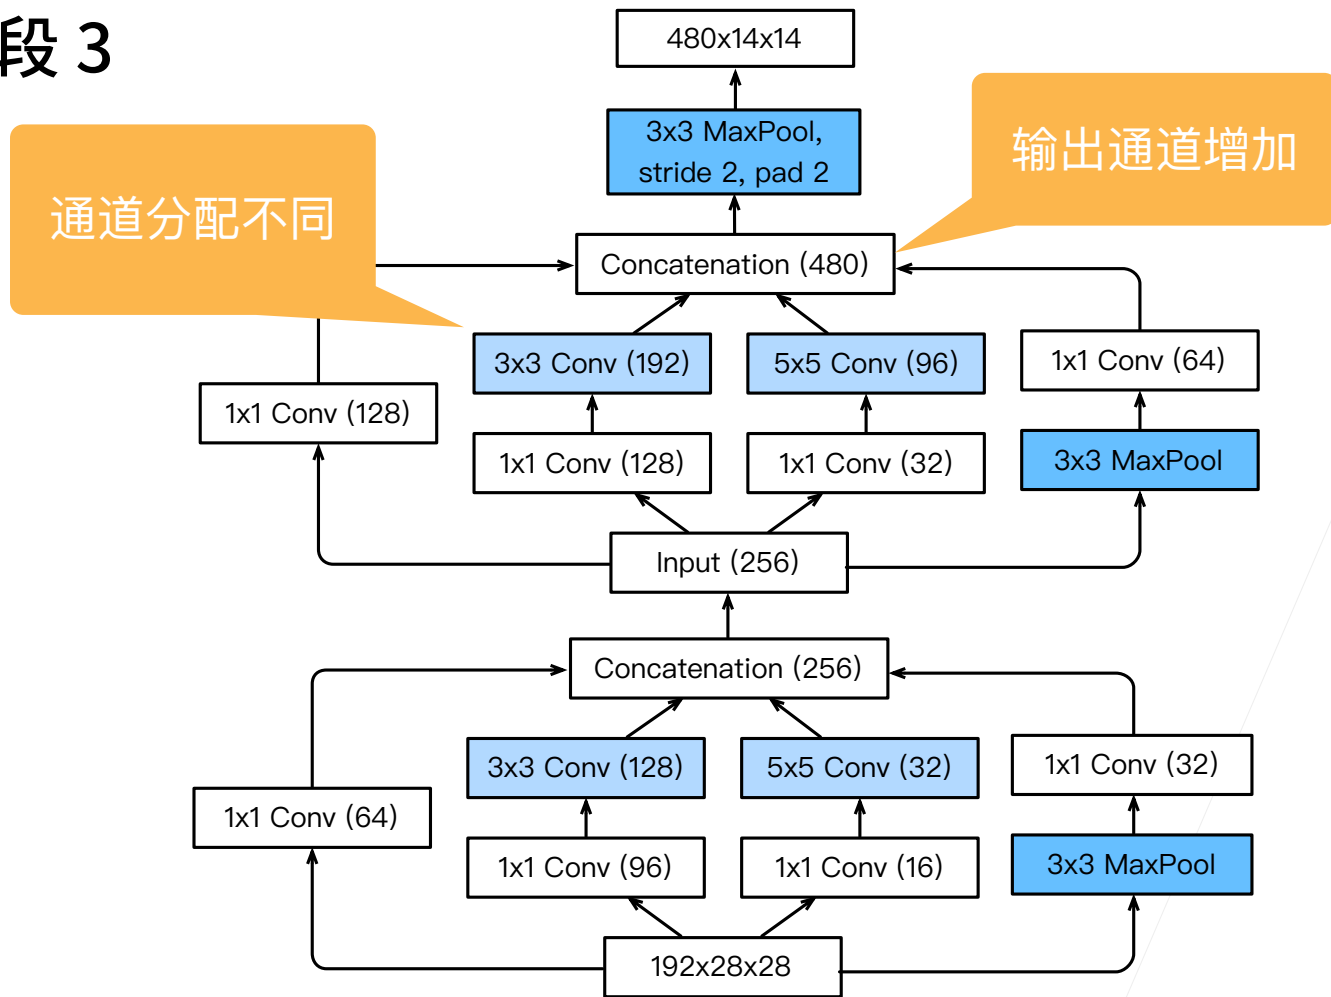 段 3
480x14x14
3x3 MaxPool,
stride 2, pad 2
输出通道增加
通道分配不同
Concatenation (480)
3x3 Conv (192)
5x5 Conv (96)
1x1 Conv (64)
1x1 Conv (128)
1x1 Conv (128)
1x1 Conv (32)
3x3 MaxPool
Input (256)
Concatenation (256)
3x3 Conv (128)
5x5 Conv (32)
1x1 Conv (32)
1x1 Conv (64)
1x1 Conv (96)
1x1 Conv (16)
3x3 MaxPool
192x28x28